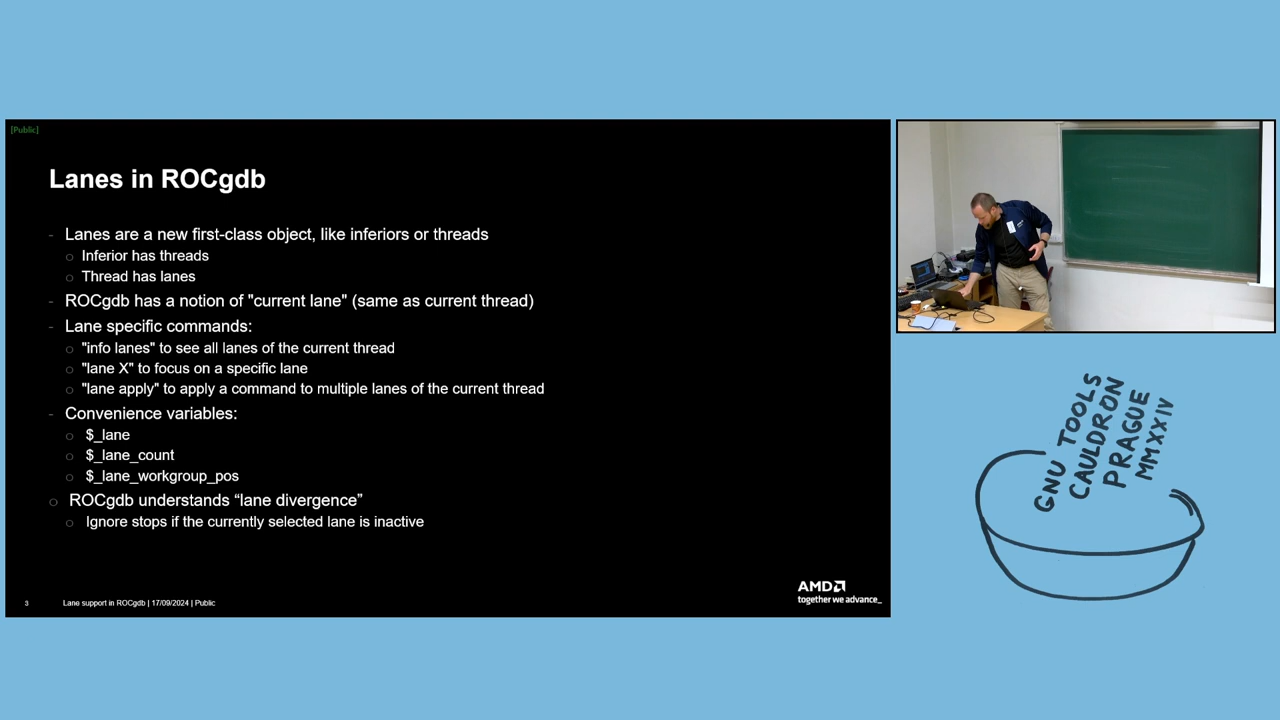 [Public]
Lanes in ROCgdb
- Lanes are a new first-class object, like inferiors or threads
○ Inferior has threads
○ Thread has lanes
- ROCgdb has a notion of "current lane" (same as current thread)
- Lane specific commands:
○ "info lanes" to see all lanes of the current thread
○ "lane X" to focus on a specific lane
○ "lane apply" to apply a command to multiple lanes of the current thread
- Convenience variables:
○ $_lane
○ $_lane_count
○ $_lane_workgroup_pos
○ ROCgdb understands “lane divergence”
○ Ignore stops if the currently selected lane is inactive
3 Lane support in ROCgdb | 17/09/2024 | Public
AMD
together we advance_
GNU TOOLS
CAULDRON
PRAGUE
MMXXIV